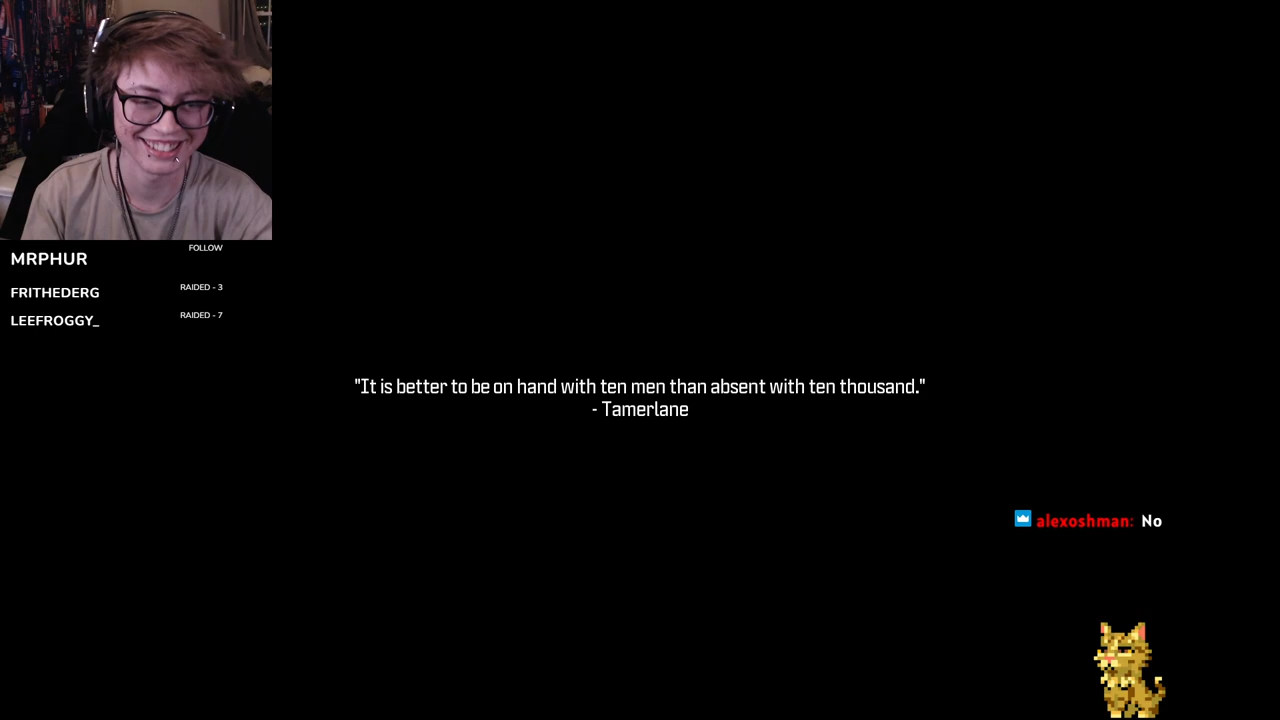 MRPHUR FOLLOW
FRITHEDERG RAIDED - 3
LEEFROGGY_ RAIDED - 7
"It is better to be on hand with ten men than absent with ten thousand."
- Tamerlane
alexoshman: No